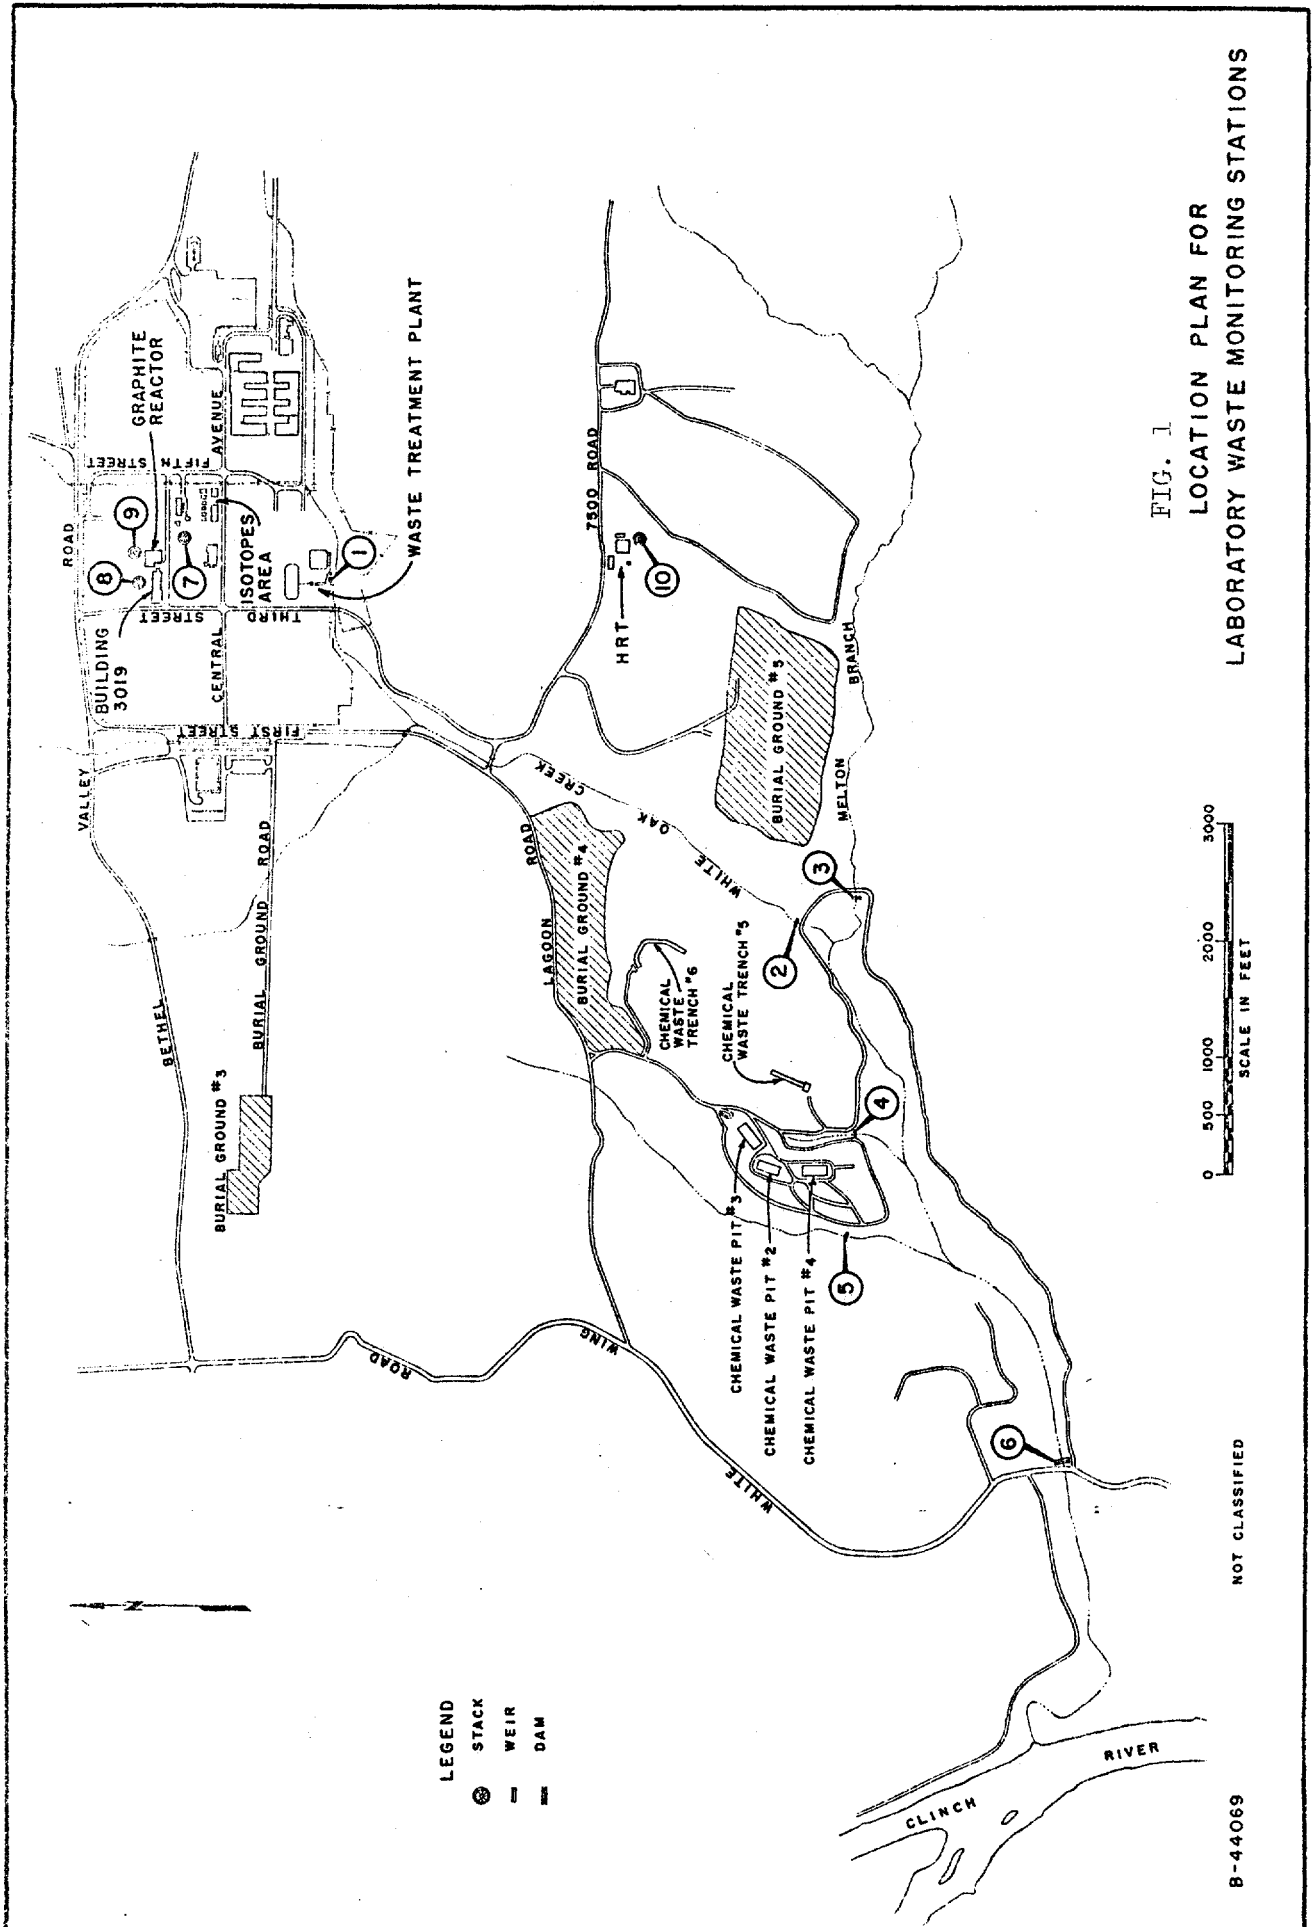 FIG. 1
LOCATION PLAN FOR
LABORATORY WASTE MONITORING STATIONS
VALLEY
ROAD
BETHEL
BUILDING
3019
8
9
GRAPHITE
REACTOR
FIFTH STREET
THIRD
STREET
FIRST STREET
CENTRAL
AVENUE
7
ISOTOPES
AREA
1
WASTE TREATMENT PLANT
BURIAL GROUND ROAD
BURIAL GROUND #3
7500 ROAD
HRT
10
LAGOON
ROAD
BURIAL GROUND #4
BURIAL GROUND #5
WHITE
OAK
CREEK
MELTON
BRANCH
CHEMICAL
WASTE
TRENCH #6
CHEMICAL
WASTE TRENCH #5
2
3
4
5
6
CHEMICAL WASTE PIT #3
CHEMICAL WASTE PIT #2
CHEMICAL WASTE PIT #4
WHITE
WING
ROAD
N
LEGEND
STACK
WEIR
DAM
CLINCH
RIVER
0 500 1000 2000 3000
SCALE IN FEET
NOT CLASSIFIED
B-44069